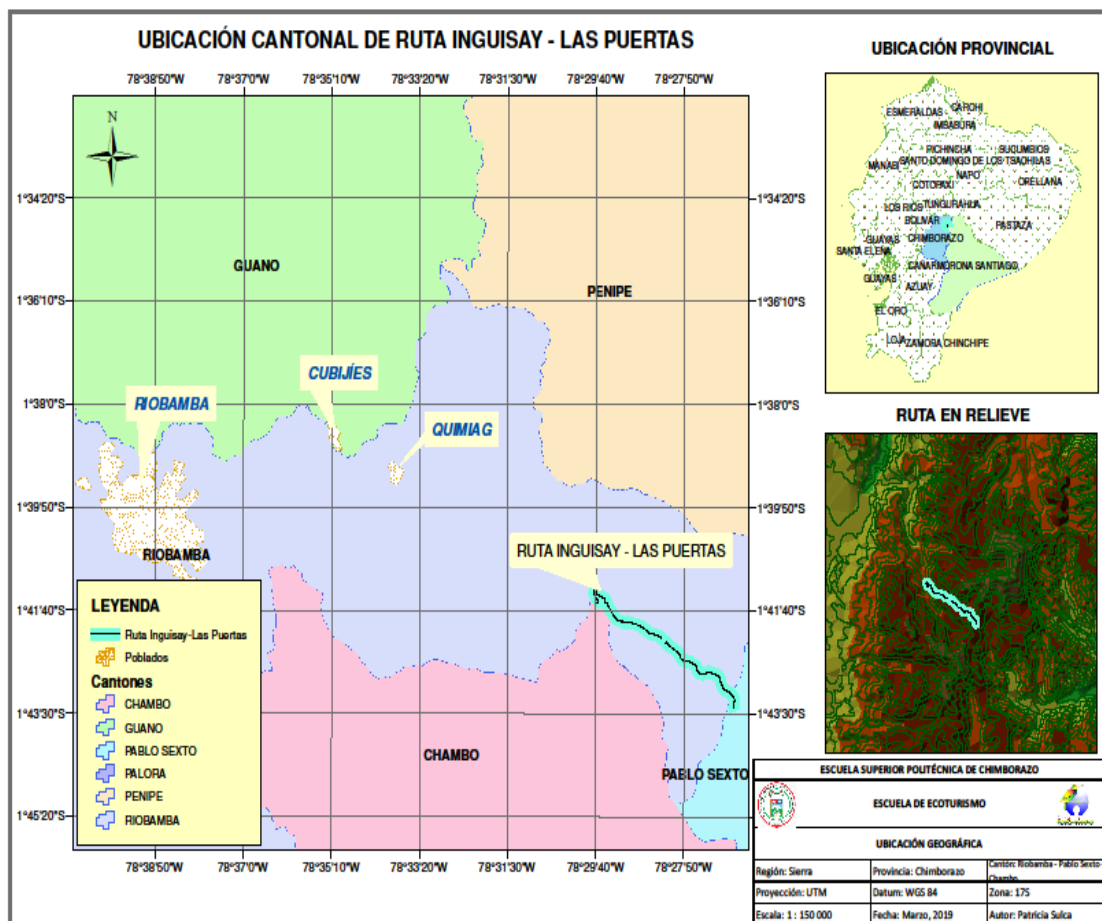 UBICACIÓN CANTONAL DE RUTA INGUISAY - LAS PUERTAS
78°38'50"W 78°37'0"W 78°35'10"W 78°33'20"W 78°31'30"W 78°29'40"W 78°27'50"W
N
1°34'20"S 1°34'20"S
GUANO
PENIPE
1°36'10"S 1°36'10"S
CUBIJÍES
1°38'0"S 1°38'0"S
RIOBAMBA
QUIMIAG
1°39'50"S 1°39'50"S
RIOBAMBA
RUTA INGUISAY - LAS PUERTAS
1°41'40"S 1°41'40"S
1°43'30"S 1°43'30"S
CHAMBO
PABLO SEXTO
1°45'20"S
78°38'50"W 78°37'0"W 78°35'10"W 78°33'20"W 78°31'30"W 78°29'40"W 78°27'50"W
LEYENDA
Ruta Inguisay-Las Puertas
Poblados
Cantones
CHAMBO
GUANO
PABLO SEXTO
PALORA
PENIPE
RIOBAMBA
UBICACIÓN PROVINCIAL
ESMERALDAS CARCHI
IMBABURA
PICHINCHA SUCUMBIOS
MANABI SANTO DOMINGO DE LOS TSACHILAS
NAPO
COTOPAXI ORELLANA
LOS RIOS TUNGURAHUA
BOLIVAR PASTAZA
GUAYAS CHIMBORAZO
SANTA ELENA
CAÑAR MORONA SANTIAGO
GUAYAS AZUAY
EL ORO
LOJA ZAMORA CHINCHIPE
RUTA EN RELIEVE
ESCUELA SUPERIOR POLITÉCNICA DE CHIMBORAZO
ESCUELA DE ECOTURISMO
UBICACIÓN GEOGRÁFICA
Región: Sierra Provincia: Chimborazo Cantón: Riobamba - Pablo Sexto - Chambo
Proyección: UTM Datum: WGS 84 Zona: 17S
Escala: 1 : 150 000 Fecha: Marzo, 2019 Autor: Patricia Sulca